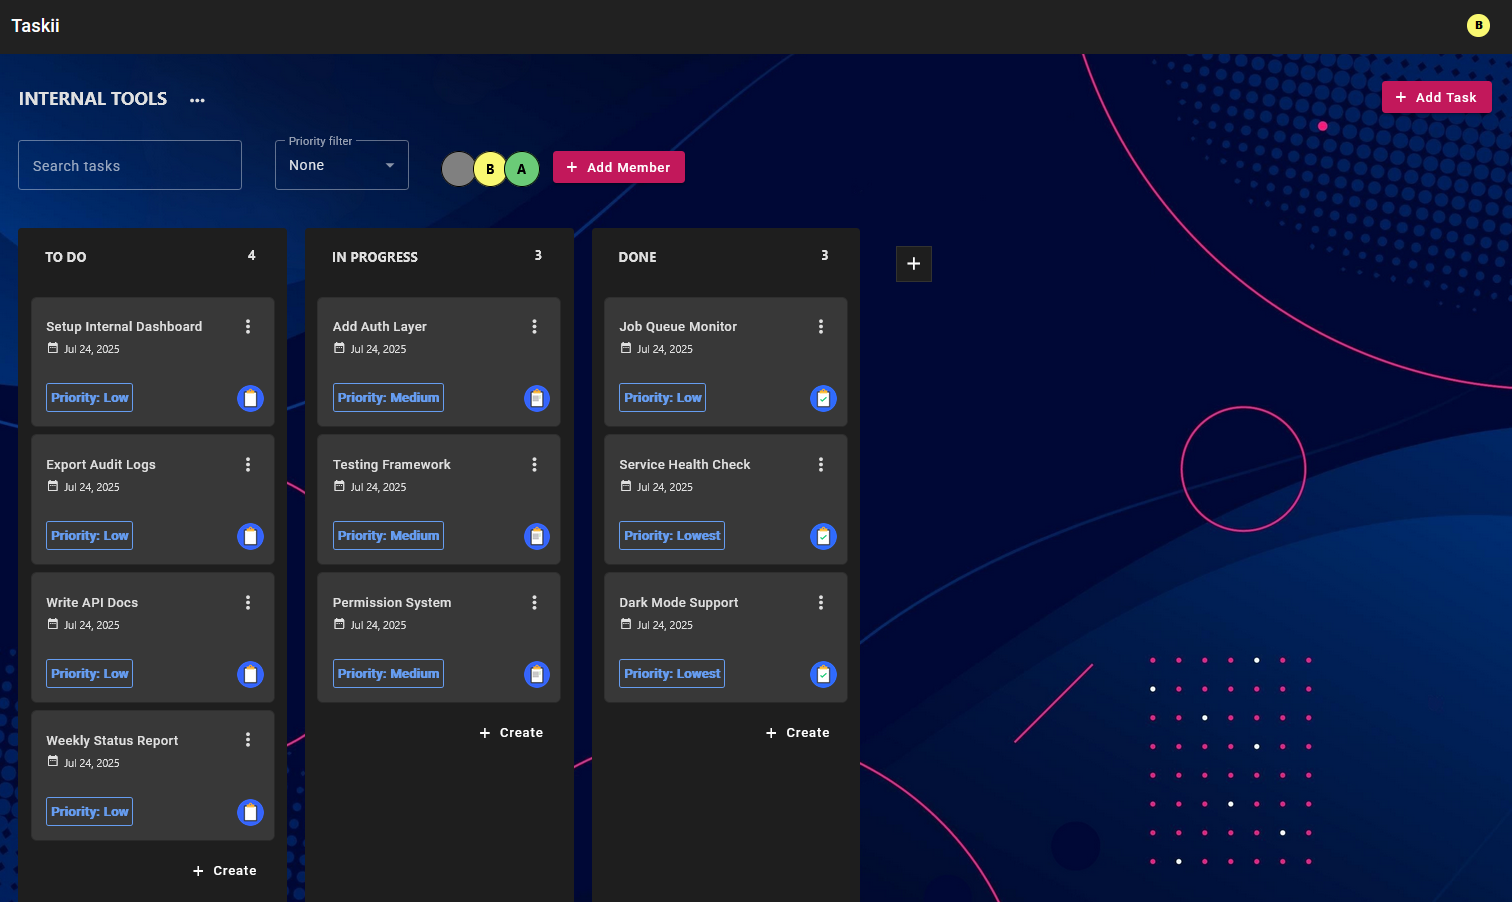 Taskii
B
INTERNAL TOOLS
+ Add Task
Search tasks
Priority filter
None
B
A
+ Add Member
TO DO
4
Setup Internal Dashboard
Jul 24, 2025
Priority: Low
Export Audit Logs
Jul 24, 2025
Priority: Low
Write API Docs
Jul 24, 2025
Priority: Low
Weekly Status Report
Jul 24, 2025
Priority: Low
+ Create
IN PROGRESS
3
Add Auth Layer
Jul 24, 2025
Priority: Medium
Testing Framework
Jul 24, 2025
Priority: Medium
Permission System
Jul 24, 2025
Priority: Medium
+ Create
DONE
3
Job Queue Monitor
Jul 24, 2025
Priority: Low
Service Health Check
Jul 24, 2025
Priority: Lowest
Dark Mode Support
Jul 24, 2025
Priority: Lowest
+ Create
+